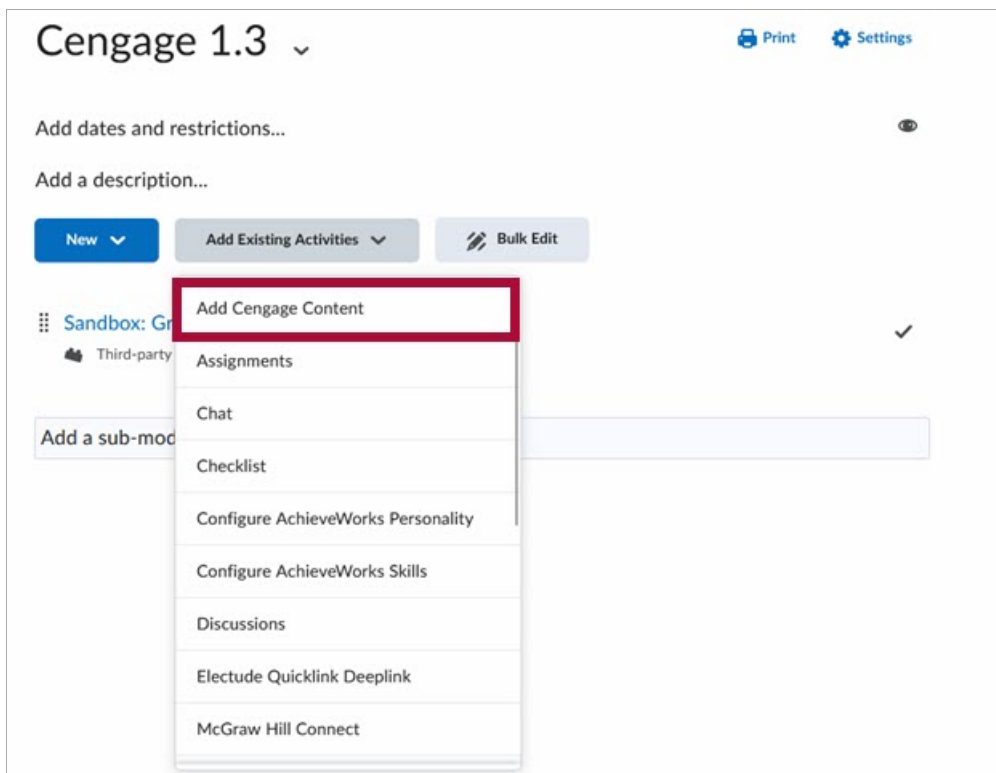 Cengage 1.3
Print
Settings
Add dates and restrictions...
Add a description...
New
Add Existing Activities
Bulk Edit
Add Cengage Content
Sandbox: Gr
Third-party
Assignments
Chat
Add a sub-mod
Checklist
Configure AchieveWorks Personality
Configure AchieveWorks Skills
Discussions
Electude Quicklink Deeplink
McGraw Hill Connect